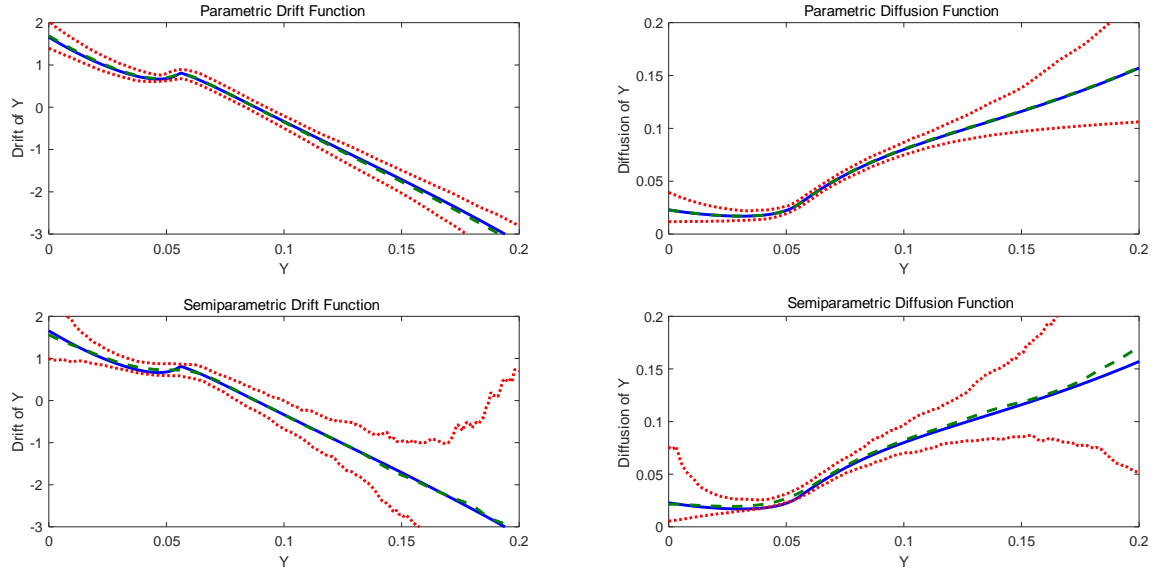 Parametric Drift Function
2
1
0
-1
-2
-3
Drift of Y
0 0.05 0.1 0.15 0.2
Y
Parametric Diffusion Function
0.2
0.15
0.1
0.05
0
Diffusion of Y
0 0.05 0.1 0.15 0.2
Y
Semiparametric Drift Function
2
1
0
-1
-2
-3
Drift of Y
0 0.05 0.1 0.15 0.2
Y
Semiparametric Diffusion Function
0.2
0.15
0.1
0.05
0
Diffusion of Y
0 0.05 0.1 0.15 0.2
Y